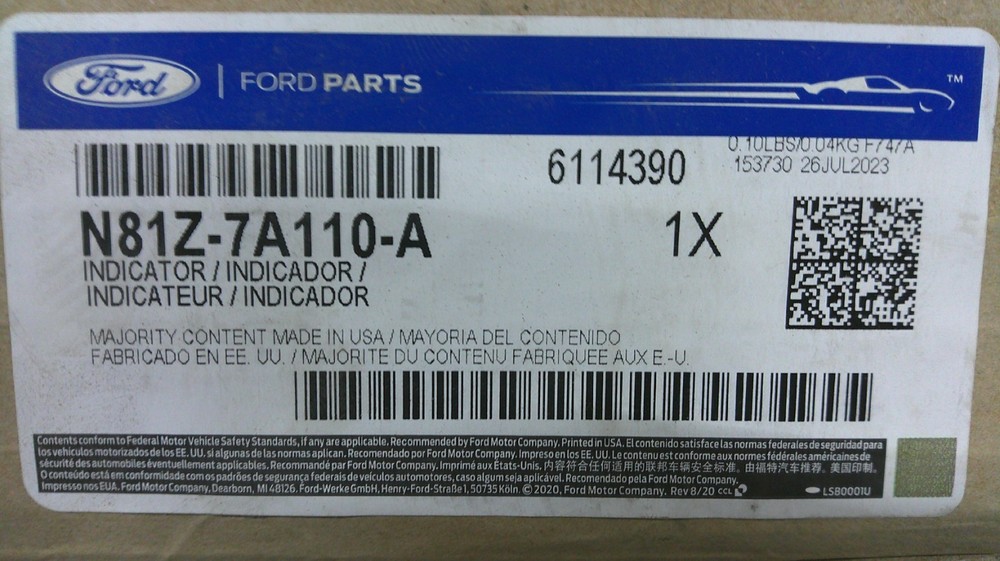 Ford | FORD PARTS ™
0.10LBS/0.04KG F747A
6114390
153730 26JUL2023
N81Z-7A110-A 1X
INDICATOR / INDICADOR /
INDICATEUR / INDICADOR
MAJORITY CONTENT MADE IN USA / MAYORIA DEL CONTENIDO
FABRICADO EN EE. UU. / MAJORITE DU CONTENU FABRIQUEE AUX E.-U.
Contents conform to Federal Motor Vehicle Safety Standards, if any are applicable. Recommended by Ford Motor Company. Printed in USA. El contenido satisface las normas federales de seguridad para
los vehículos motorizados de los EE. UU. si algunas de las normas aplican. Recomendado por Ford Motor Company. Impreso en los EE. UU. Le contenu est conforme aux normes fédérales américaines de
sécurité des automobiles éventuellement applicables. Recommandé par Ford Motor Company. Imprimé aux États-Unis. 内容符合任何适用的联邦车辆安全标准. 由福特汽车推荐. 美国印制.
O conteúdo está em conformidade com os padrões de segurança federais de veículos automotores, caso algum seja aplicável. Recomendado pela Ford Motor Company.
Impresso nos EUA. Ford Motor Company, Dearborn, MI 48126. Ford-Werke GmbH, Henry-Ford-Straße 1, 50735 Köln. © 2020, Ford Motor Company. Rev 8/20 CCL LS80001U